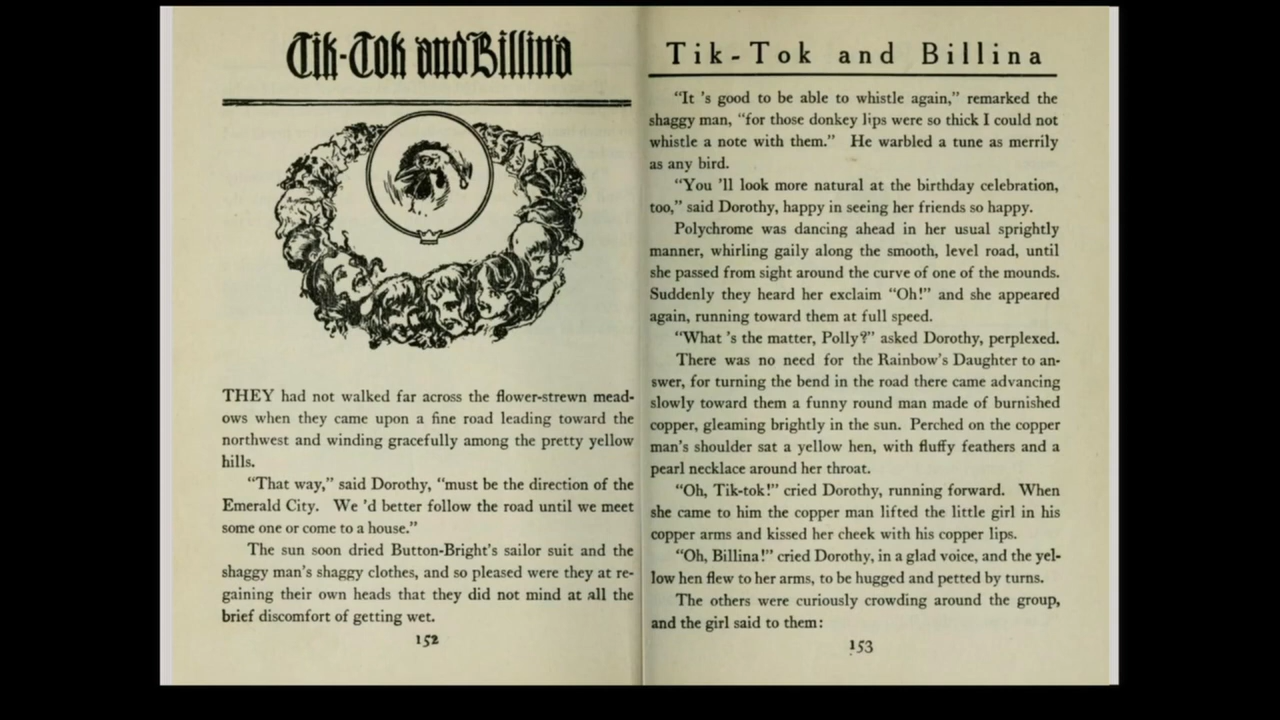 Tik-Tok and Billina
THEY had not walked far across the flower-strewn mead-
ows when they came upon a fine road leading toward the
northwest and winding gracefully among the pretty yellow
hills.
"That way," said Dorothy, "must be the direction of the
Emerald City. We 'd better follow the road until we meet
some one or come to a house."
The sun soon dried Button-Bright's sailor suit and the
shaggy man's shaggy clothes, and so pleased were they at re-
gaining their own heads that they did not mind at all the
brief discomfort of getting wet.
152
Tik-Tok and Billina
"It 's good to be able to whistle again," remarked the
shaggy man, "for those donkey lips were so thick I could not
whistle a note with them." He warbled a tune as merrily
as any bird.
"You 'll look more natural at the birthday celebration,
too," said Dorothy, happy in seeing her friends so happy.
Polychrome was dancing ahead in her usual sprightly
manner, whirling gaily along the smooth, level road, until
she passed from sight around the curve of one of the mounds.
Suddenly they heard her exclaim "Oh!" and she appeared
again, running toward them at full speed.
"What 's the matter, Polly?" asked Dorothy, perplexed.
There was no need for the Rainbow's Daughter to an-
swer, for turning the bend in the road there came advancing
slowly toward them a funny round man made of burnished
copper, gleaming brightly in the sun. Perched on the copper
man's shoulder sat a yellow hen, with fluffy feathers and a
pearl necklace around her throat.
"Oh, Tik-tok!" cried Dorothy, running forward. When
she came to him the copper man lifted the little girl in his
copper arms and kissed her cheek with his copper lips.
"Oh, Billina!" cried Dorothy, in a glad voice, and the yel-
low hen flew to her arms, to be hugged and petted by turns.
The others were curiously crowding around the group,
and the girl said to them:
153